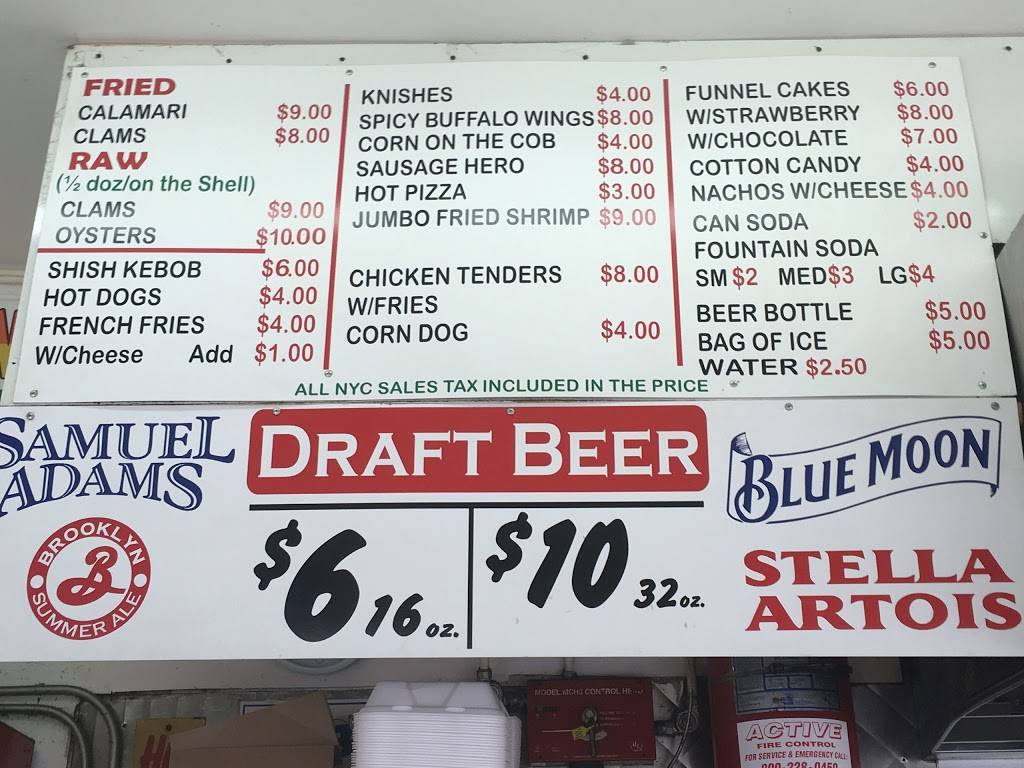 FRIED
CALAMARI $9.00
CLAMS $8.00
RAW
(½ doz/on the Shell)
CLAMS $9.00
OYSTERS $10.00
SHISH KEBOB $6.00
HOT DOGS $4.00
FRENCH FRIES $4.00
W/Cheese Add $1.00
KNISHES $4.00
SPICY BUFFALO WINGS $8.00
CORN ON THE COB $4.00
SAUSAGE HERO $8.00
HOT PIZZA $3.00
JUMBO FRIED SHRIMP $9.00
CHICKEN TENDERS $8.00
W/FRIES
CORN DOG $4.00
FUNNEL CAKES $6.00
W/STRAWBERRY $8.00
W/CHOCOLATE $7.00
COTTON CANDY $4.00
NACHOS W/CHEESE $4.00
CAN SODA $2.00
FOUNTAIN SODA
SM $2 MED $3 LG $4
BEER BOTTLE $5.00
BAG OF ICE $5.00
WATER $2.50
ALL NYC SALES TAX INCLUDED IN THE PRICE
SAMUEL
ADAMS
BROOKLYN
B
SUMMER ALE
DRAFT BEER
$6 16 oz.
$10 32 oz.
BLUE MOON
STELLA
ARTOIS
CONTROL
ACTIVE
FIRE CONTROL
FOR SERVICE & EMERGENCY CALL: